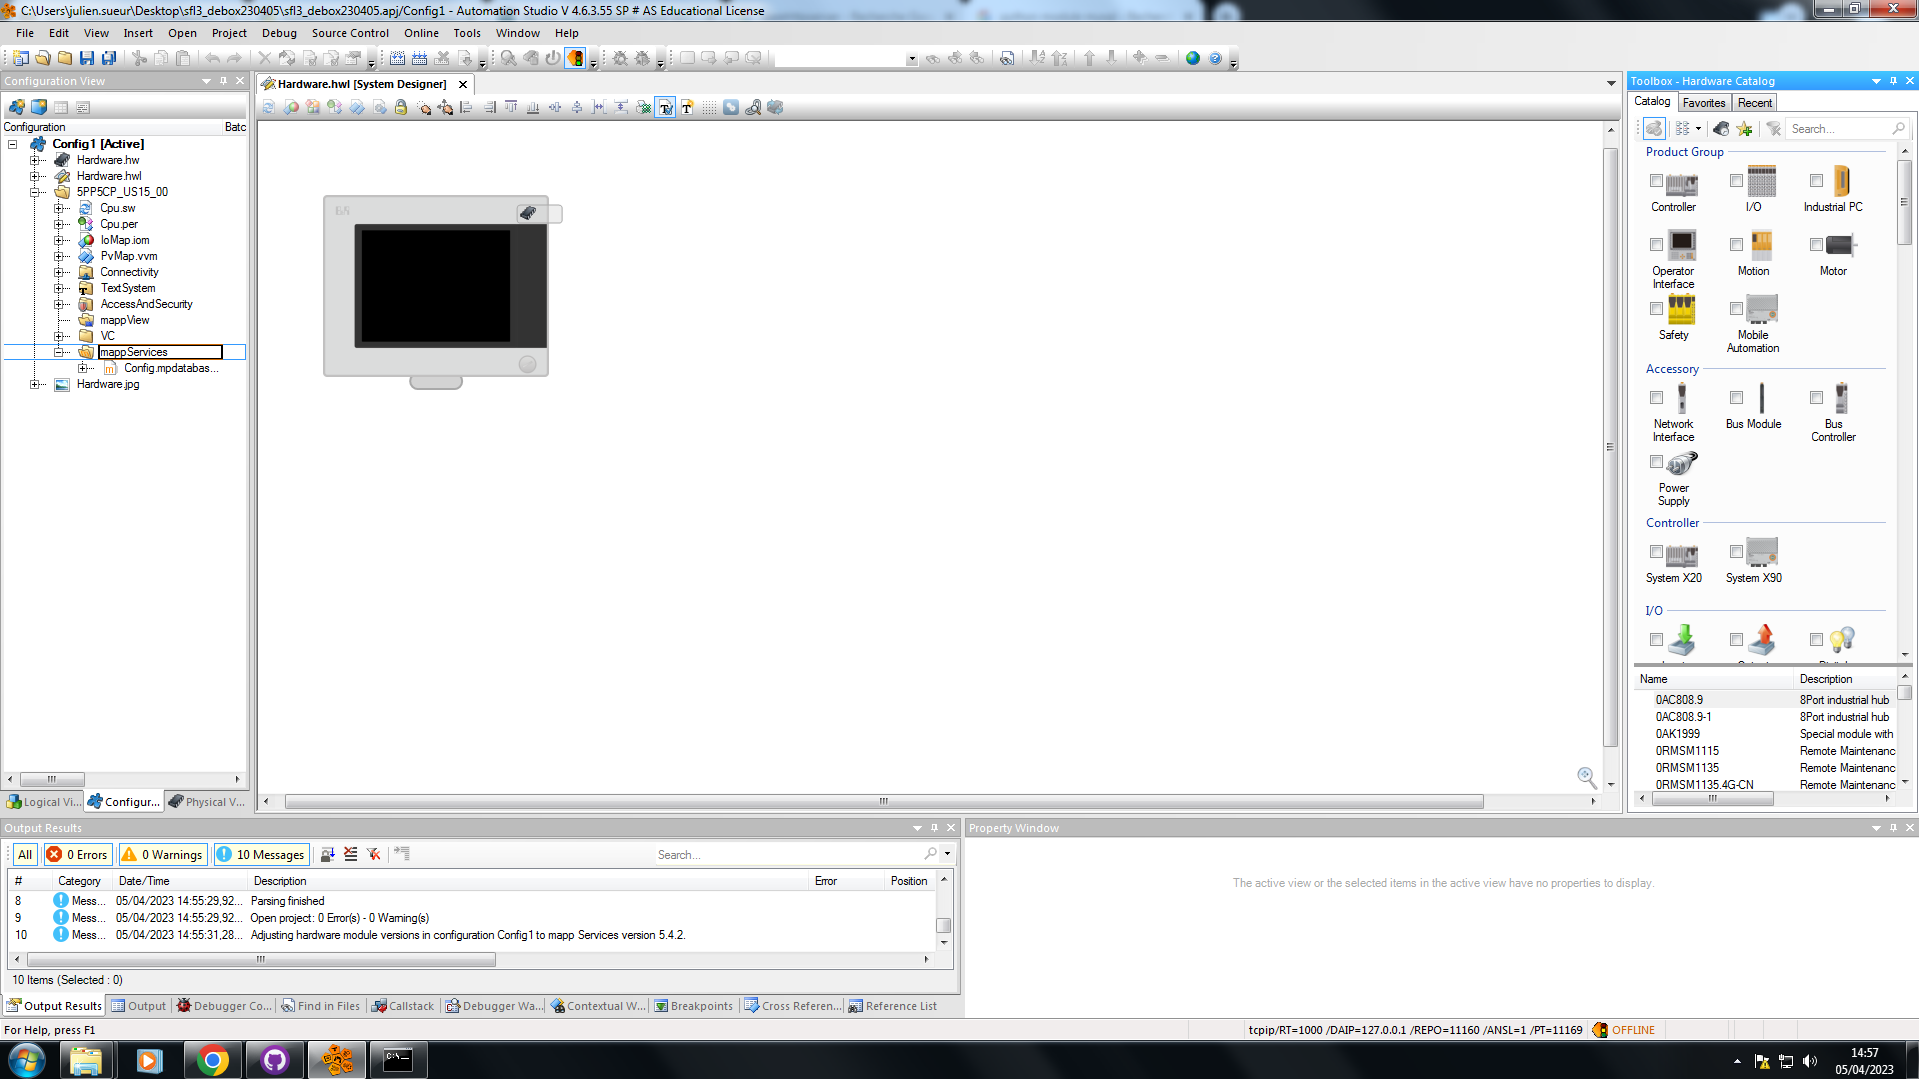 C:\Users\julien.sueur\Desktop\sfl3_debox230405\sfl3_debox230405.apj/Config1 - Automation Studio V 4.6.3.55 SP # AS Educational License
File Edit View Insert Open Project Debug Source Control Online Tools Window Help
Configuration View
Configuration Batc
Config1 [Active]
Hardware.hw
Hardware.hwl
5PP5CP_US15_00
Cpu.sw
Cpu.per
IoMap.iom
PvMap.vvm
Connectivity
TextSystem
AccessAndSecurity
mappView
VC
mappServices
Config.mpdatabas...
Hardware.jpg
Logical Vi... Configur... Physical V...
Hardware.hwl [System Designer]
Toolbox - Hardware Catalog
Catalog Favorites Recent
Search...
Product Group
Controller I/O Industrial PC
Operator Interface Motion Motor
Safety Mobile Automation
Accessory
Network Interface Bus Module Bus Controller
Power Supply
Controller
System X20 System X90
I/O
Name Description
0AC808.9 8Port industrial hub
0AC808.9-1 8Port industrial hub
0AK1999 Special module with
0RMSM1115 Remote Maintenanc
0RMSM1135 Remote Maintenanc
0RMSM1135.4G-CN Remote Maintenanc
Output Results
All 0 Errors 0 Warnings 10 Messages Search...
# Category Date/Time Description Error Position
8 Mess... 05/04/2023 14:55:29,92... Parsing finished
9 Mess... 05/04/2023 14:55:29,92... Open project: 0 Error(s) - 0 Warning(s)
10 Mess... 05/04/2023 14:55:31,28... Adjusting hardware module versions in configuration Config1 to mapp Services version 5.4.2.
10 Items (Selected : 0)
Output Results Output Debugger Co... Find in Files Callstack Debugger Wa... Contextual W... Breakpoints Cross Referen... Reference List
Property Window
The active view or the selected items in the active view have no properties to display.
For Help, press F1
tcpip/RT=1000 /DAIP=127.0.0.1 /REPO=11160 /ANSL=1 /PT=11169 OFFLINE
14:57
05/04/2023